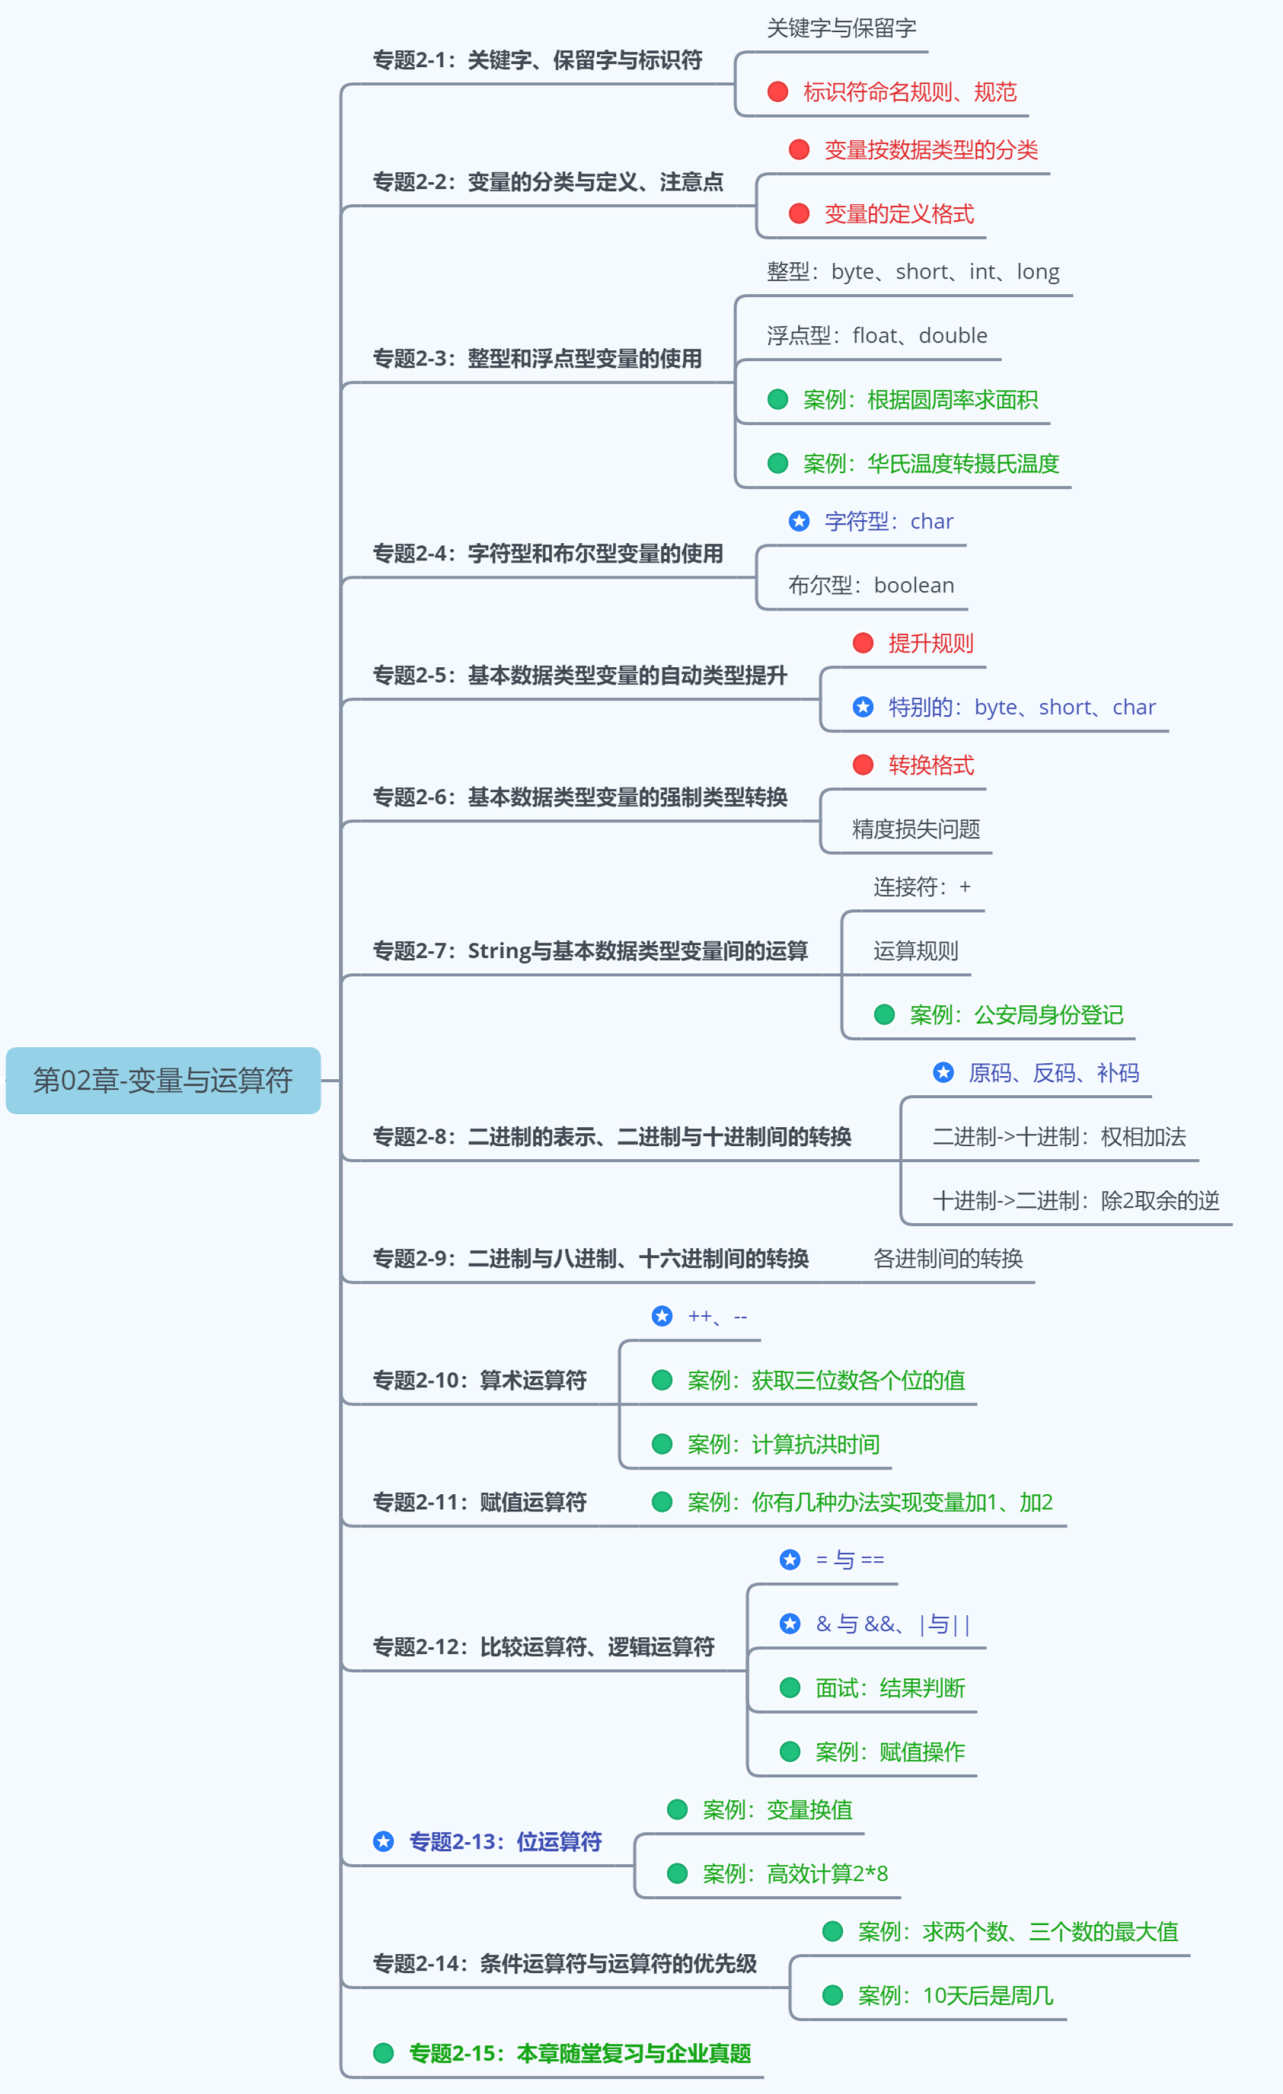 第02章-变量与运算符
专题2-1：关键字、保留字与标识符
关键字与保留字
标识符命名规则、规范
专题2-2：变量的分类与定义、注意点
变量按数据类型的分类
变量的定义格式
专题2-3：整型和浮点型变量的使用
整型：byte、short、int、long
浮点型：float、double
案例：根据圆周率求面积
案例：华氏温度转摄氏温度
专题2-4：字符型和布尔型变量的使用
字符型：char
布尔型：boolean
专题2-5：基本数据类型变量的自动类型提升
提升规则
特别的：byte、short、char
专题2-6：基本数据类型变量的强制类型转换
转换格式
精度损失问题
专题2-7：String与基本数据类型变量间的运算
连接符：+
运算规则
案例：公安局身份登记
专题2-8：二进制的表示、二进制与十进制间的转换
原码、反码、补码
二进制->十进制：权相加法
十进制->二进制：除2取余的逆
专题2-9：二进制与八进制、十六进制间的转换
各进制间的转换
专题2-10：算术运算符
++、--
案例：获取三位数各个位的值
案例：计算抗洪时间
专题2-11：赋值运算符
案例：你有几种办法实现变量加1、加2
专题2-12：比较运算符、逻辑运算符
= 与 ==
& 与 &&、|与||
面试：结果判断
案例：赋值操作
专题2-13：位运算符
案例：变量换值
案例：高效计算2*8
专题2-14：条件运算符与运算符的优先级
案例：求两个数、三个数的最大值
案例：10天后是周几
专题2-15：本章随堂复习与企业真题